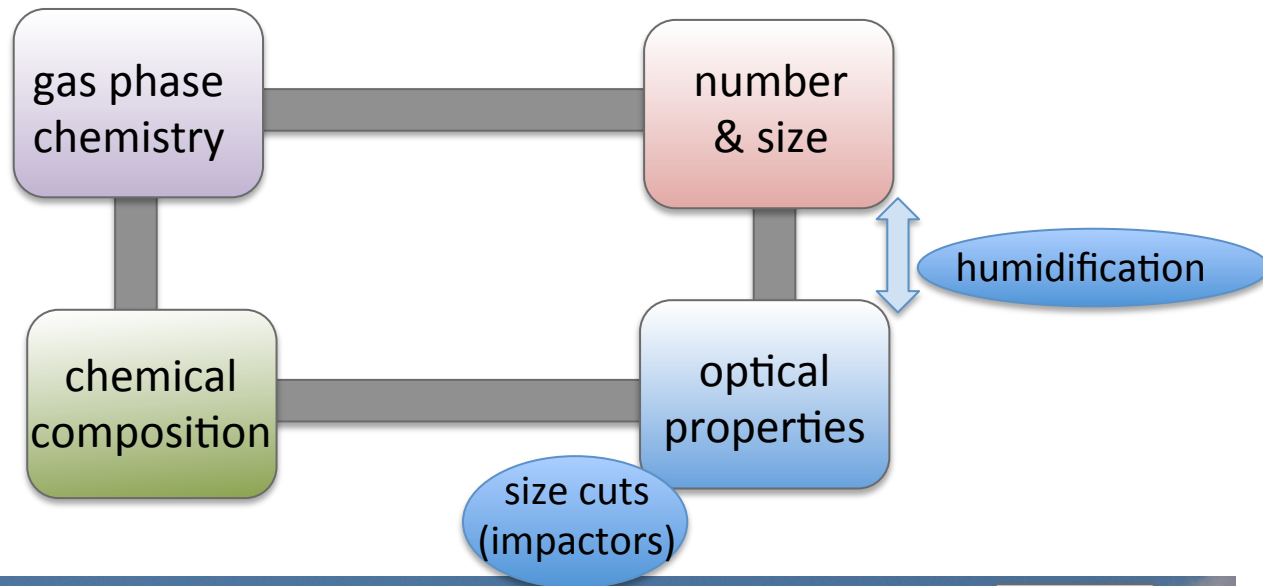 gas phase
chemistry
number
& size
humidification
chemical
composition
optical
properties
size cuts
(impactors)